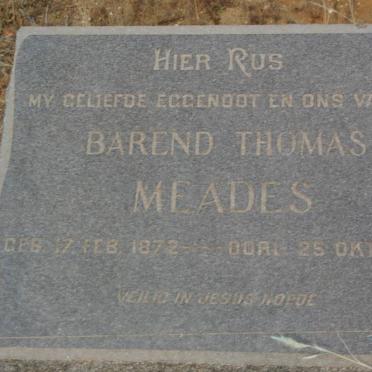 HIER RUS
MY GELIEFDE EGGENOOT EN ONS VA
BAREND THOMAS
MEADES
GEB. 17 FEB. 1872 — OORL. 25 OKT
VEILIG IN JESUS HOEDE